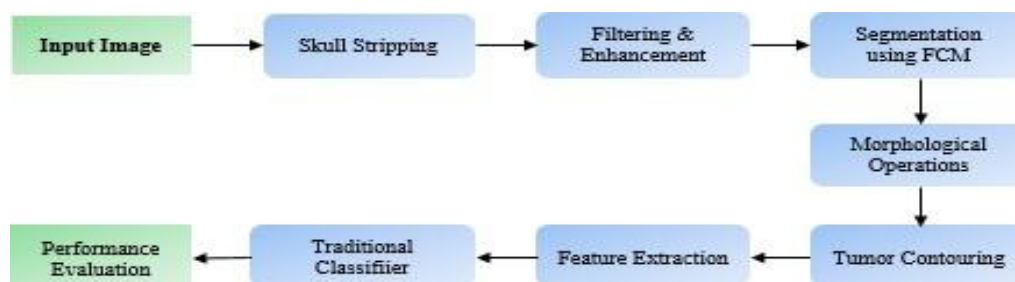 Input Image
Skull Stripping
Filtering &
Enhancement
Segmentation
using FCM
Morphological
Operations
Tumor Contouring
Feature Extraction
Traditional
Classifiier
Performance
Evaluation